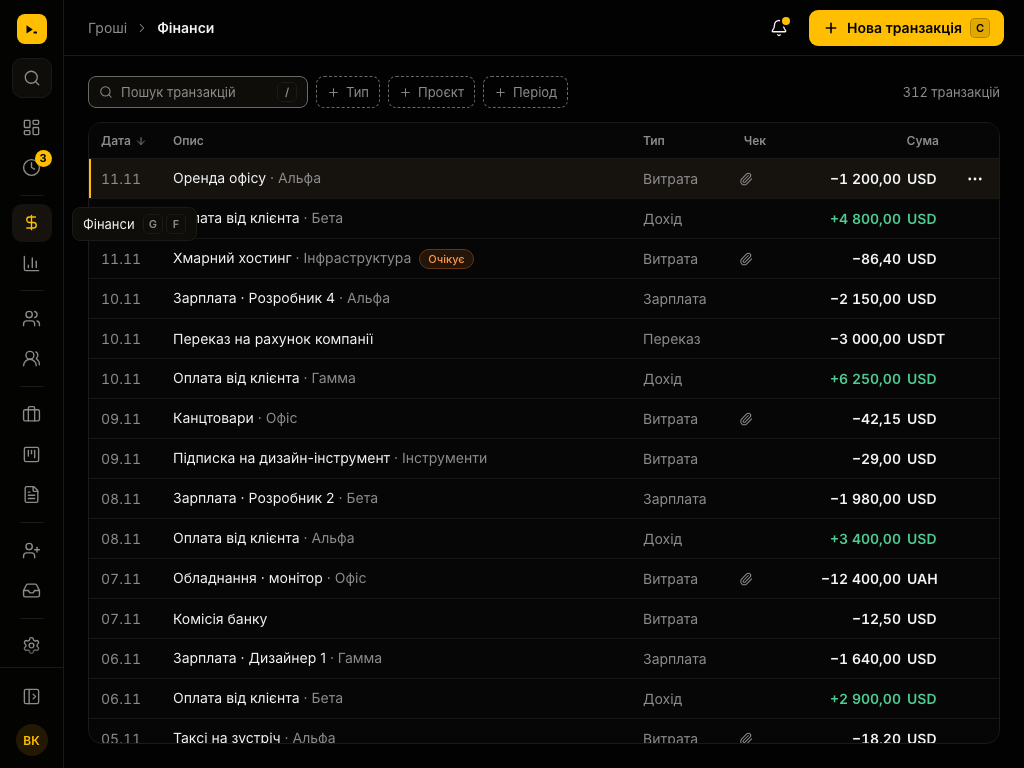 Гроші > Фінанси
+ Нова транзакція C
Пошук транзакцій /
+ Тип
+ Проєкт
+ Період
312 транзакцій
3
Фінанси G F
Дата ↓ Опис Тип Чек Сума
11.11 Оренда офісу · Альфа Витрата −1 200,00 USD ···
лата від клієнта · Бета Дохід +4 800,00 USD
11.11 Хмарний хостинг · Інфраструктура Очікує Витрата −86,40 USD
10.11 Зарплата · Розробник 4 · Альфа Зарплата −2 150,00 USD
10.11 Переказ на рахунок компанії Переказ −3 000,00 USDT
10.11 Оплата від клієнта · Гамма Дохід +6 250,00 USD
09.11 Канцтовари · Офіс Витрата −42,15 USD
09.11 Підписка на дизайн-інструмент · Інструменти Витрата −29,00 USD
08.11 Зарплата · Розробник 2 · Бета Зарплата −1 980,00 USD
08.11 Оплата від клієнта · Альфа Дохід +3 400,00 USD
07.11 Обладнання · монітор · Офіс Витрата −12 400,00 UAH
07.11 Комісія банку Витрата −12,50 USD
06.11 Зарплата · Дизайнер 1 · Гамма Зарплата −1 640,00 USD
06.11 Оплата від клієнта · Бета Дохід +2 900,00 USD
05.11 Таксі на зустріч · Альфа Витрата −18,20 USD
ВК